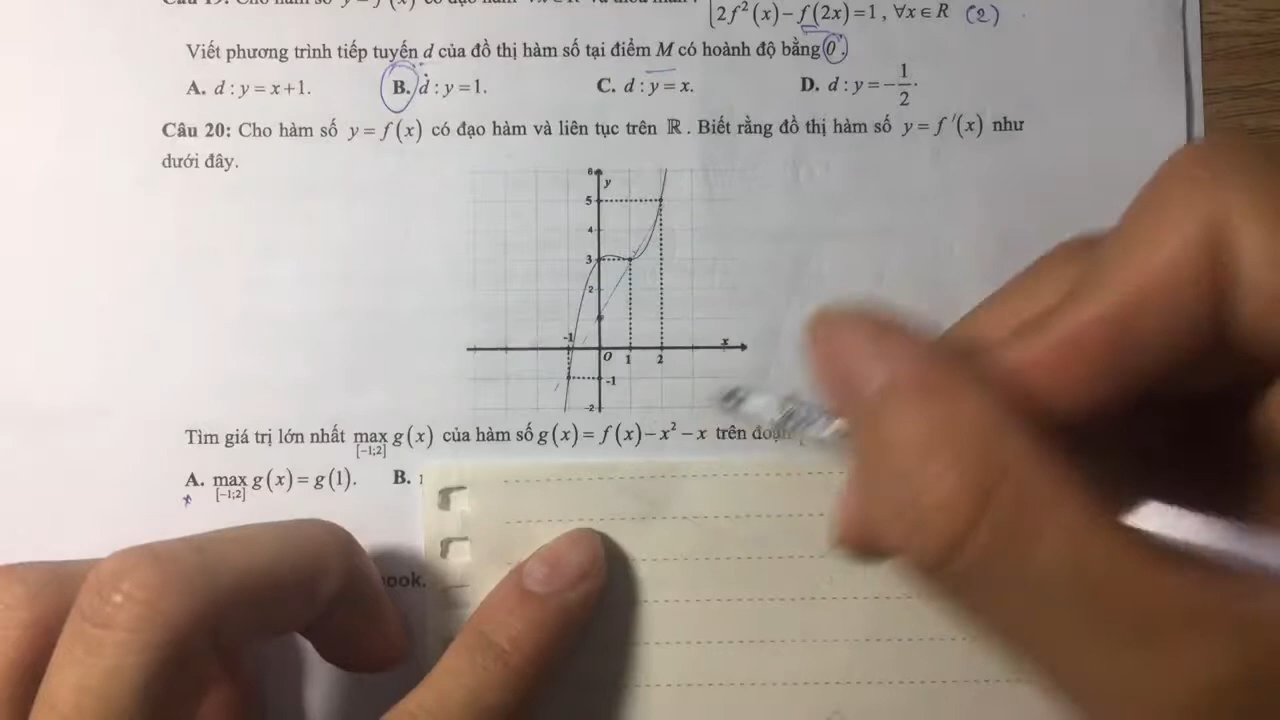 2f²(x)−f(2x)=1 , ∀x∈R (2)
Viết phương trình tiếp tuyến d của đồ thị hàm số tại điểm M có hoành độ bằng 0.
A. d : y = x+1. B. d : y = 1. C. d : y = x. D. d : y = −1/2.
Câu 20: Cho hàm số y = f(x) có đạo hàm và liên tục trên ℝ. Biết rằng đồ thị hàm số y = f '(x) như
dưới đây.
6 y
5
4
3
2
-1 x
O 1 2
-1
-2
Tìm giá trị lớn nhất max g(x) của hàm số g(x) = f(x) − x² − x trên đoạn
[−1;2]
A. max g(x) = g(1). B.
[−1;2]
ook.